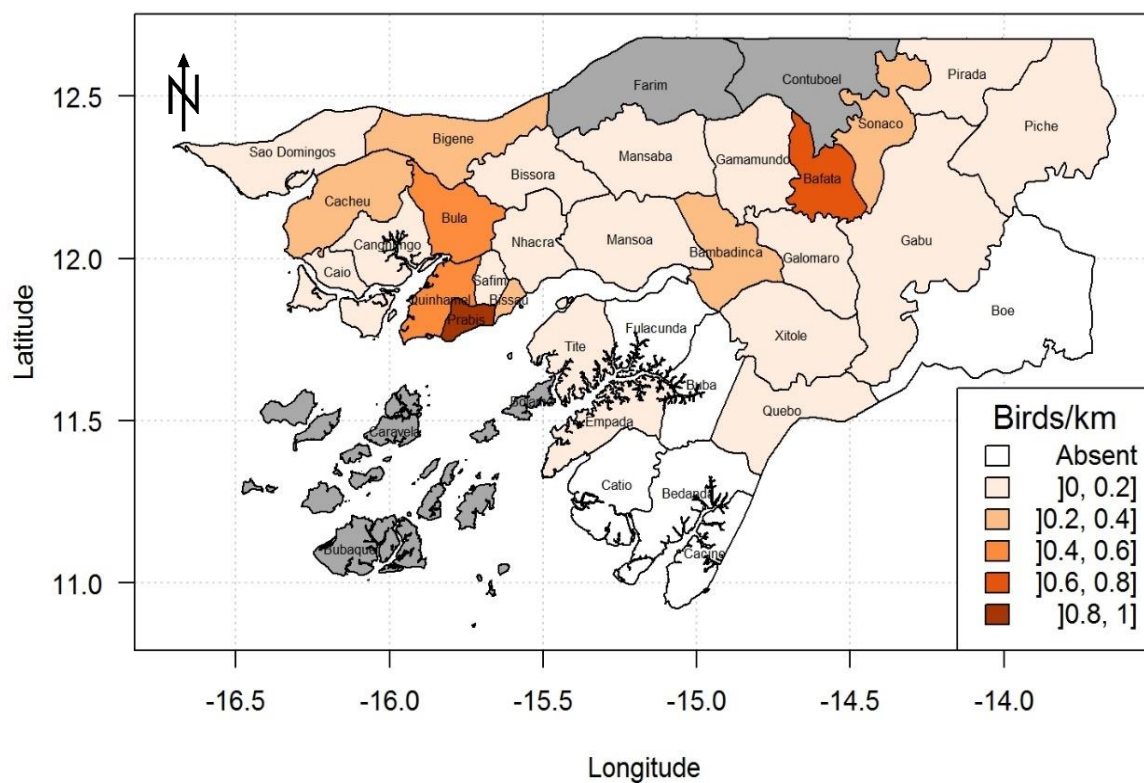 N
12.5
12.0
11.5
11.0
Latitude
Farim
Contuboel
Pirada
Sonaco
Piche
Bigene
Sao Domingos
Mansaba
Gamamundo
Bissora
Bafata
Cacheu
Bula
Canghungo
Nhacra
Mansoa
Gabu
Bambadinca
Galomaro
Caio
Safim
Quinhamel
Bissau
Prabis
Boe
Fulacunda
Xitole
Tite
Buba
Quebo
Empada
Caravela
Catio
Bedanda
Bubaque
Cacine
Birds/km
Absent
]0, 0.2]
]0.2, 0.4]
]0.4, 0.6]
]0.6, 0.8]
]0.8, 1]
-16.5 -16.0 -15.5 -15.0 -14.5 -14.0
Longitude